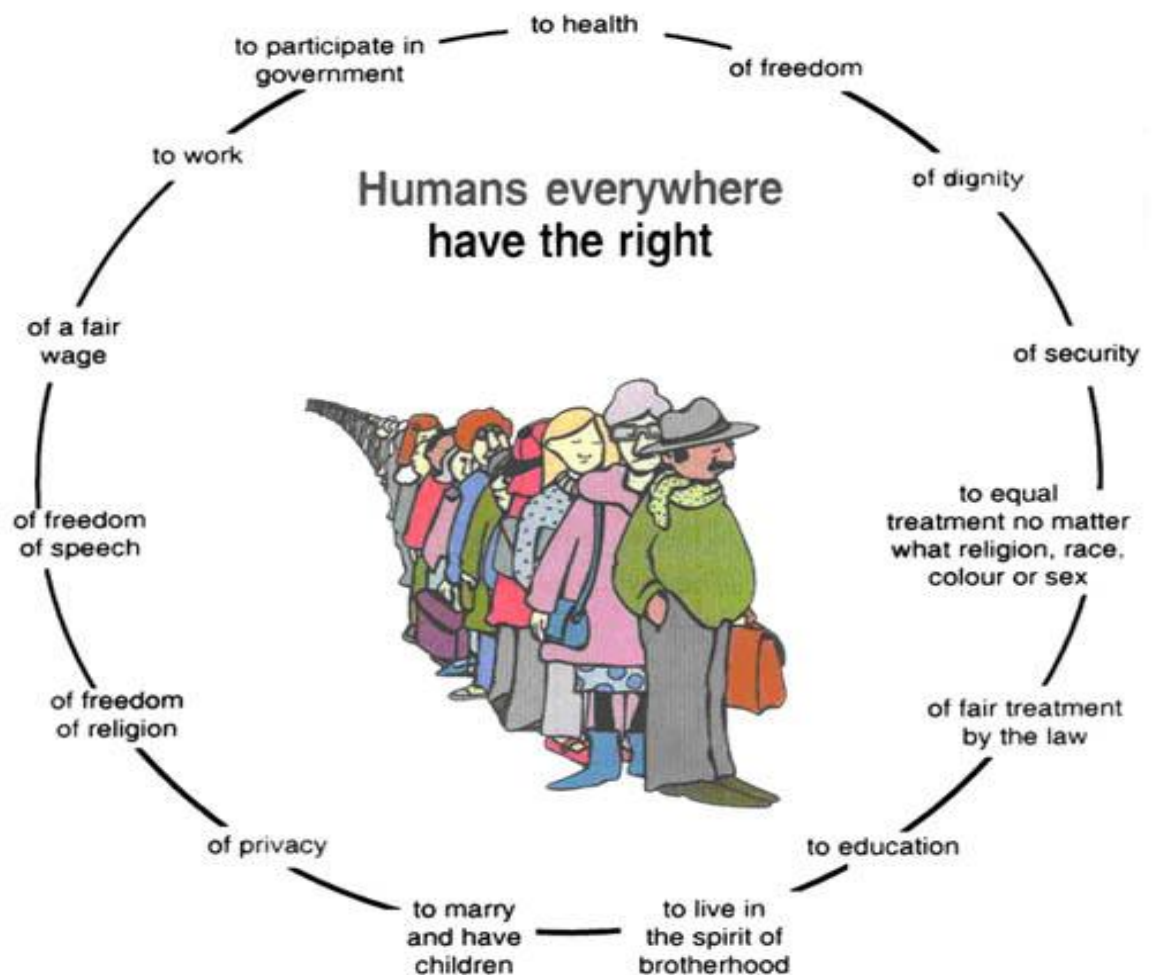 Humans everywhere
have the right
to health
of freedom
of dignity
of security
to equal
treatment no matter
what religion, race,
colour or sex
of fair treatment
by the law
to education
to live in
the spirit of
brotherhood
to marry
and have
children
of privacy
of freedom
of religion
of freedom
of speech
of a fair
wage
to work
to participate in
government